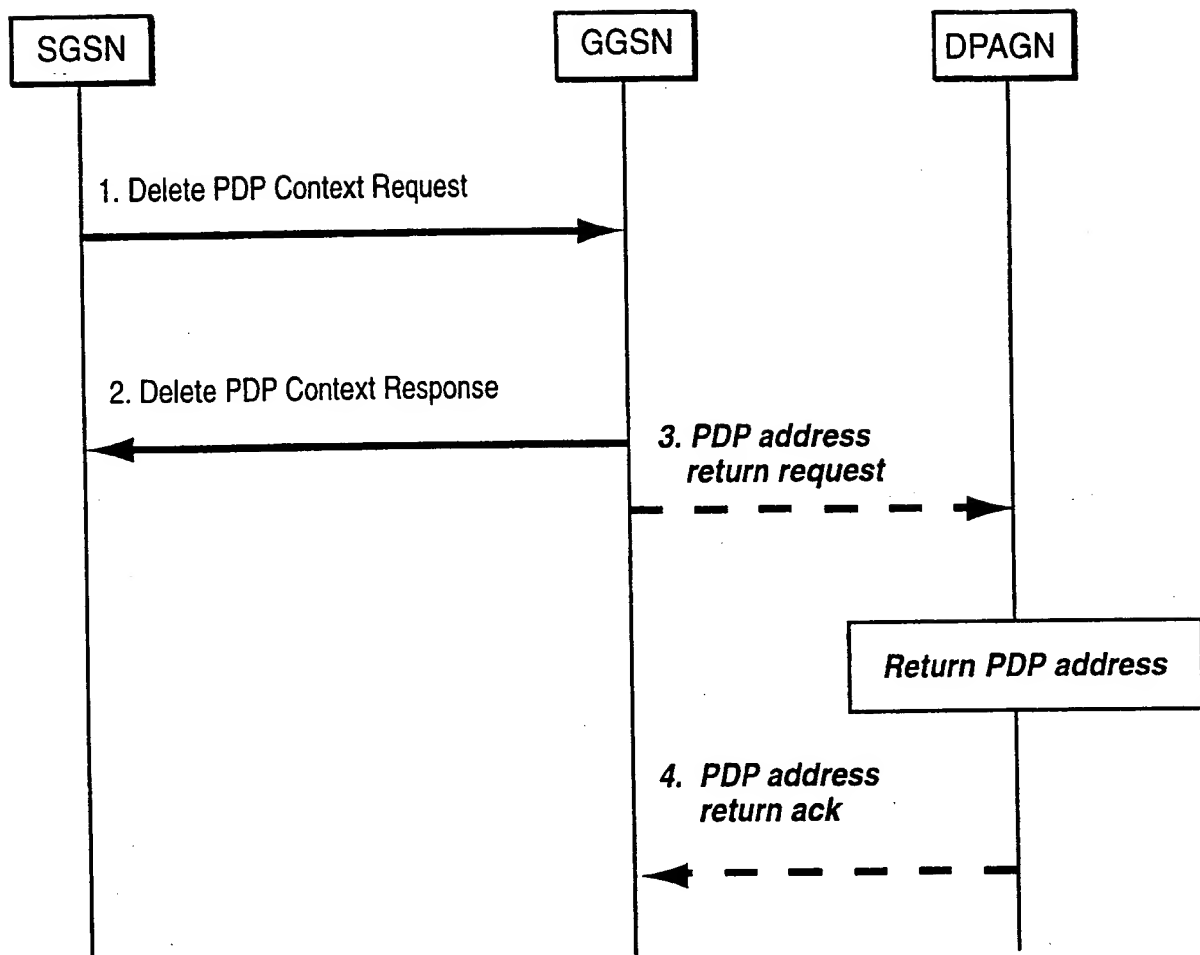 SGSN
GGSN
DPAGN
1. Delete PDP Context Request
2. Delete PDP Context Response
3. PDP address
return request
Return PDP address
4. PDP address
return ack